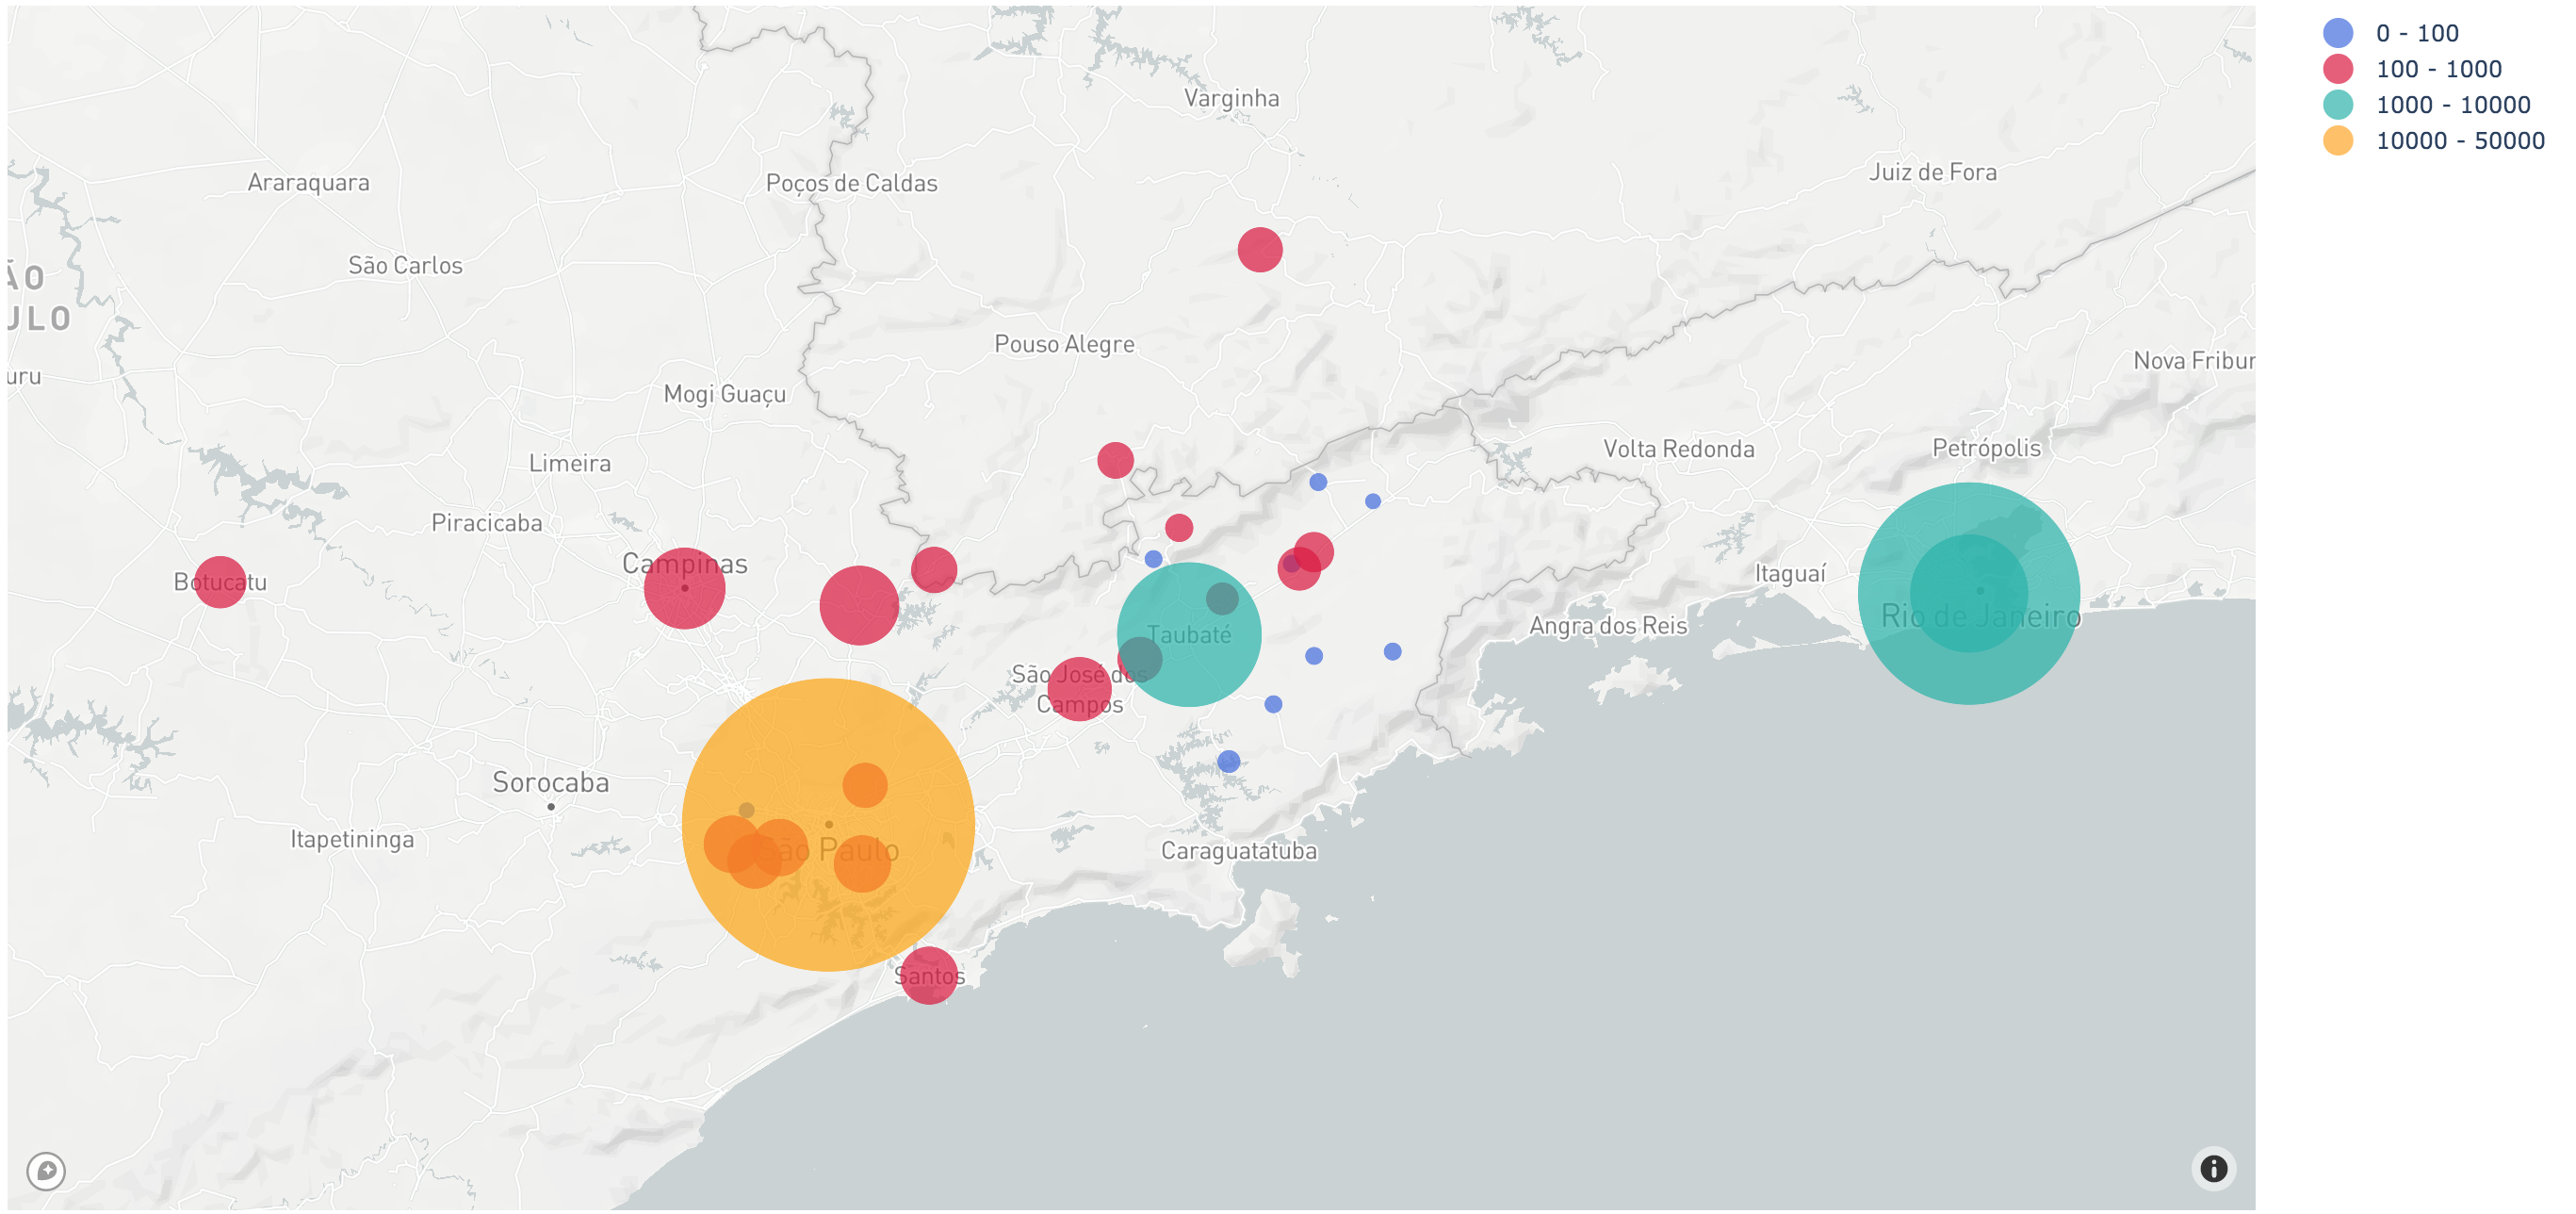 0 - 100
100 - 1000
1000 - 10000
10000 - 50000
Varginha
Juiz de Fora
Araraquara
Poços de Caldas
São Carlos
ÃO
ULO
Pouso Alegre
Nova Fribur
uru
Mogi Guaçu
Volta Redonda
Petrópolis
Limeira
Piracicaba
Campinas
Itaguaí
Botucatu
Rio de Janeiro
Angra dos Reis
Taubaté
São José dos
Campos
Sorocaba
Itapetininga
São Paulo
Caraguatatuba
Santos